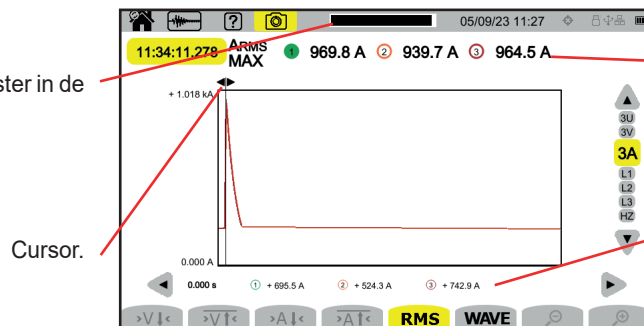 ? 05/09/23 11:27
11:34:11.278 ARMS MAX 1 969.8 A 2 939.7 A 3 964.5 A
ster in de
+ 1.018 kA
3U
3V
3A
L1
L2
L3
HZ
Cursor.
0.000 A
0.000 s 1 + 695.5 A 2 + 524.3 A 3 + 742.9 A
>V↓< >V↑< >A↓< >A↑< RMS WAVE